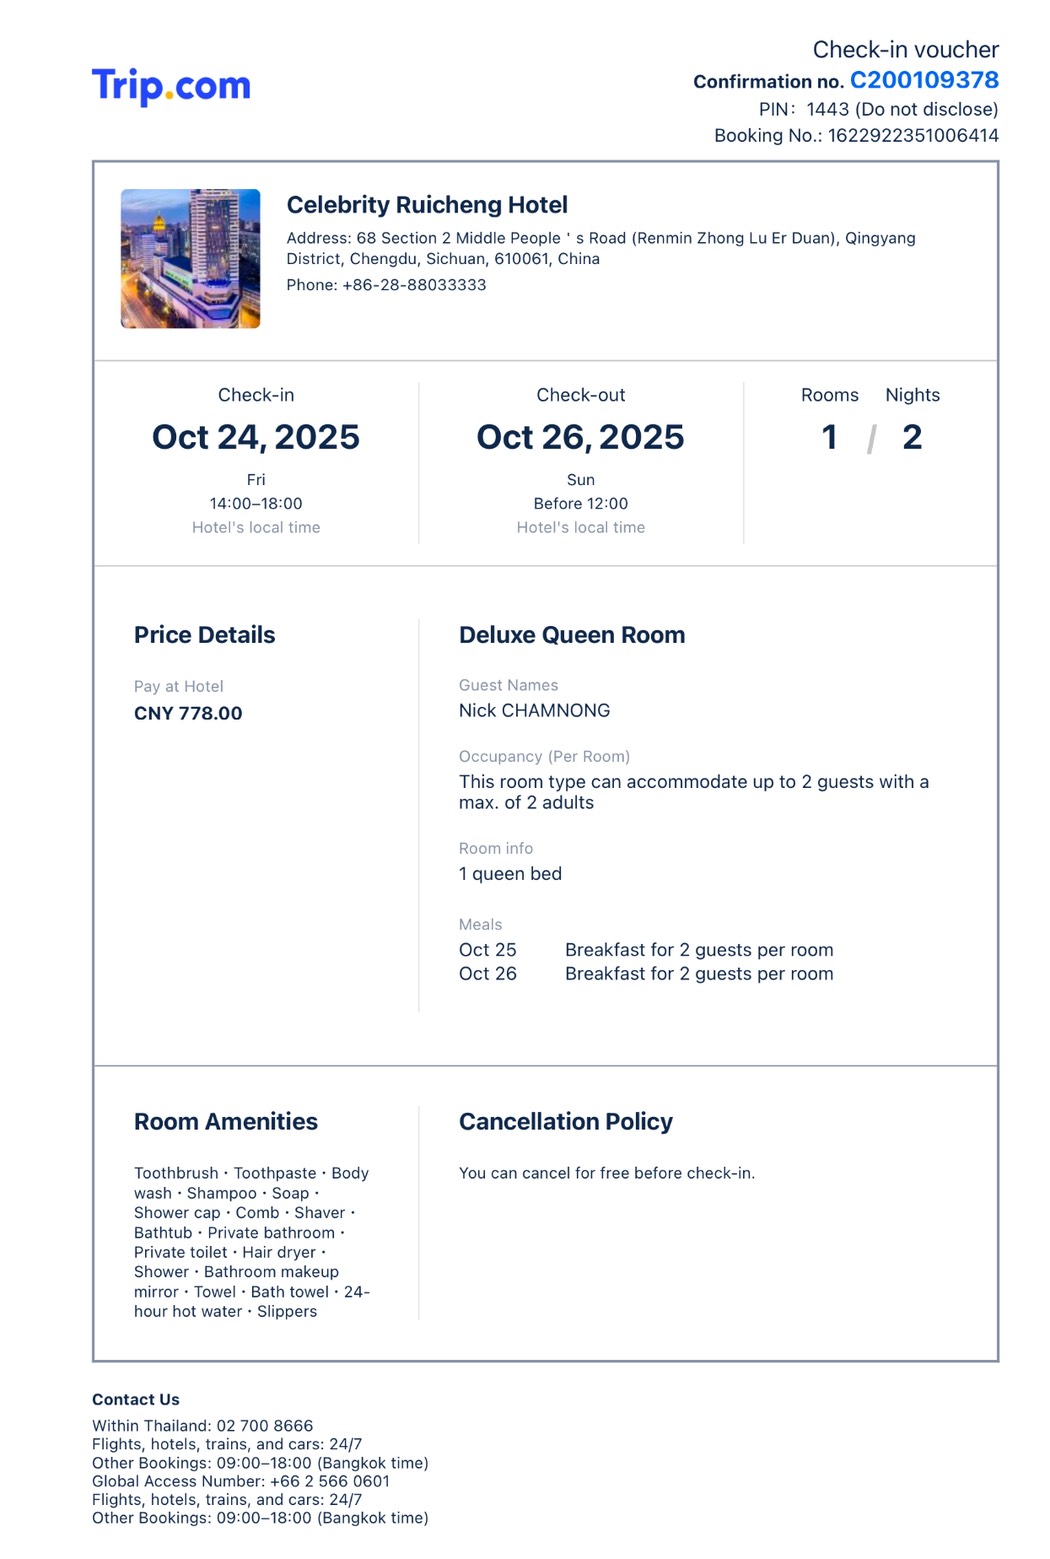 Trip.com
Check-in voucher
Confirmation no. C200109378
PIN： 1443 (Do not disclose)
Booking No.: 1622922351006414
Celebrity Ruicheng Hotel
Address: 68 Section 2 Middle People ' s Road (Renmin Zhong Lu Er Duan), Qingyang
District, Chengdu, Sichuan, 610061, China
Phone: +86-28-88033333
Check-in
Oct 24, 2025
Fri
14:00–18:00
Hotel's local time
Check-out
Oct 26, 2025
Sun
Before 12:00
Hotel's local time
Rooms Nights
1 / 2
Price Details
Pay at Hotel
CNY 778.00
Deluxe Queen Room
Guest Names
Nick CHAMNONG
Occupancy (Per Room)
This room type can accommodate up to 2 guests with a
max. of 2 adults
Room info
1 queen bed
Meals
Oct 25 Breakfast for 2 guests per room
Oct 26 Breakfast for 2 guests per room
Room Amenities
Toothbrush · Toothpaste · Body
wash · Shampoo · Soap ·
Shower cap · Comb · Shaver ·
Bathtub · Private bathroom ·
Private toilet · Hair dryer ·
Shower · Bathroom makeup
mirror · Towel · Bath towel · 24-
hour hot water · Slippers
Cancellation Policy
You can cancel for free before check-in.
Contact Us
Within Thailand: 02 700 8666
Flights, hotels, trains, and cars: 24/7
Other Bookings: 09:00–18:00 (Bangkok time)
Global Access Number: +66 2 566 0601
Flights, hotels, trains, and cars: 24/7
Other Bookings: 09:00–18:00 (Bangkok time)